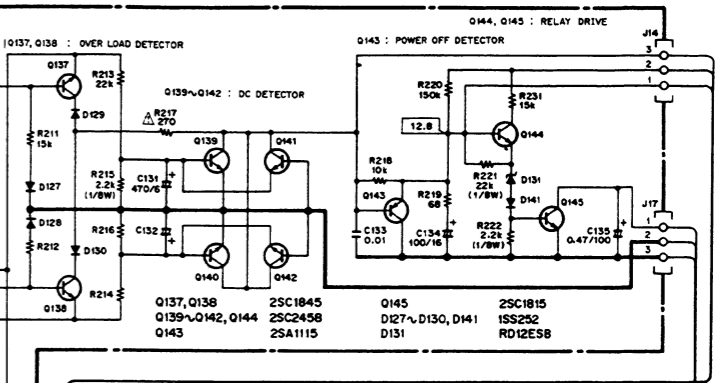 Q144, Q145 : RELAY DRIVE
Q137, Q138 : OVER LOAD DETECTOR
Q143 : POWER OFF DETECTOR
J14
3
2
1
Q137
R213
22k
Q139~Q142 : DC DETECTOR
R220
150k
R231
15k
D129
R217
270
12.8
Q144
R211
15k
Q139
Q141
R218
10k
R221
22k
(1/8W)
D131
D141
D127
R215
2.2k
(1/8W)
C131
470/6
+
Q143
R219
68
Q145
D128
R212
R216
C132
+
C133
0.01
C134
100/16
+
R222
2.2k
(1/8W)
C135
0.47/100
+
J17
1
2
3
D130
R214
Q138
Q140
Q142
Q137, Q138 2SC1845
Q139~Q142, Q144 2SC2458
Q143 2SA1115
Q145 2SC1815
D127~D130, D141 1SS252
D131 RD12ESB